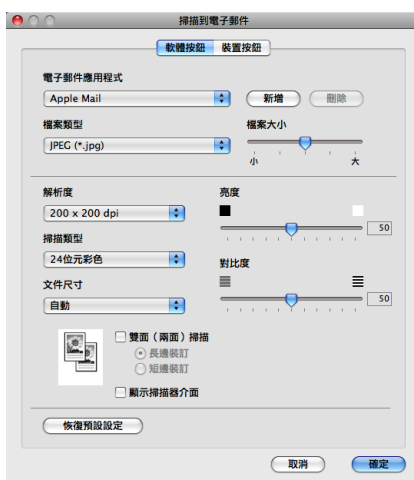 掃描到電子郵件
軟體按鈕 裝置按鈕
電子郵件應用程式
Apple Mail 新增 刪除
檔案類型 檔案大小
JPEG (*.jpg)
小 大
解析度 亮度
200 x 200 dpi
50
掃描類型
24位元彩色 對比度
文件尺寸
自動 50
雙面（兩面）掃描
長邊裝訂
短邊裝訂
顯示掃描器介面
恢復預設設定
取消 確定